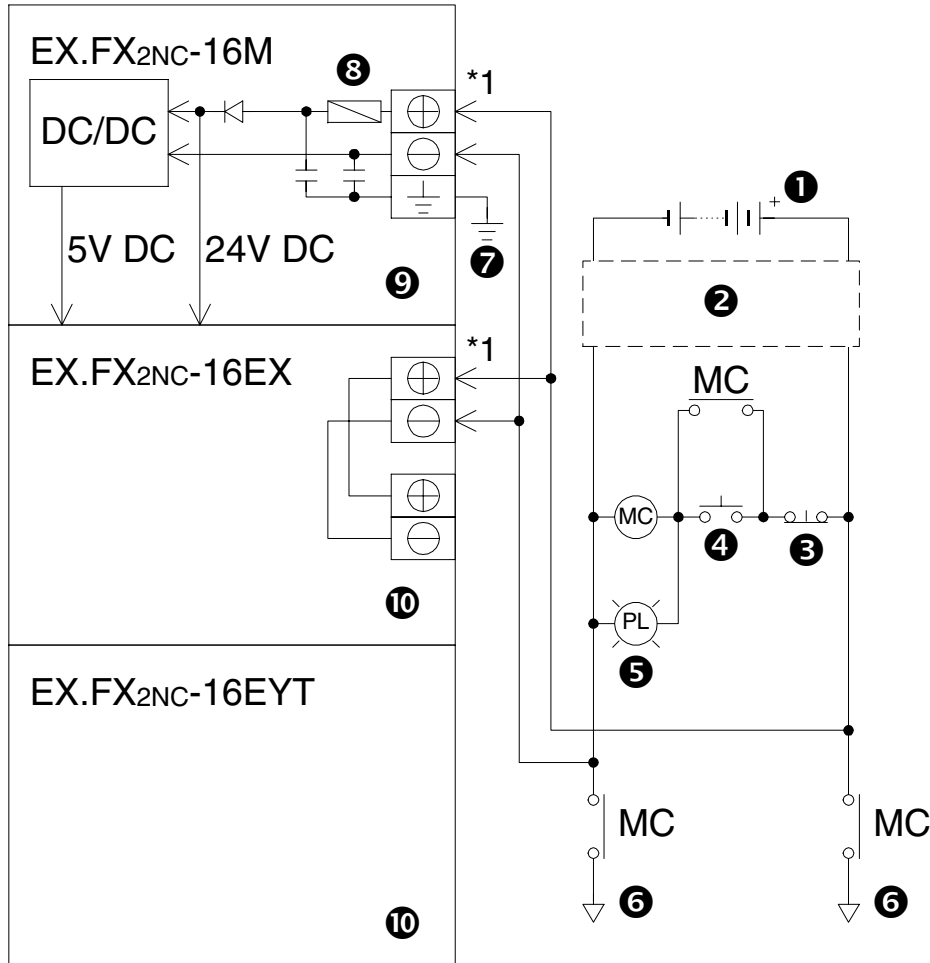 EX.FX2NC-16M
❽
*1
DC/DC
❶
+
5V DC
24V DC
❼
❾
❷
EX.FX2NC-16EX
*1
MC
MC
❹
❸
PL
❺
❿
EX.FX2NC-16EYT
MC
MC
❻
❻
❿